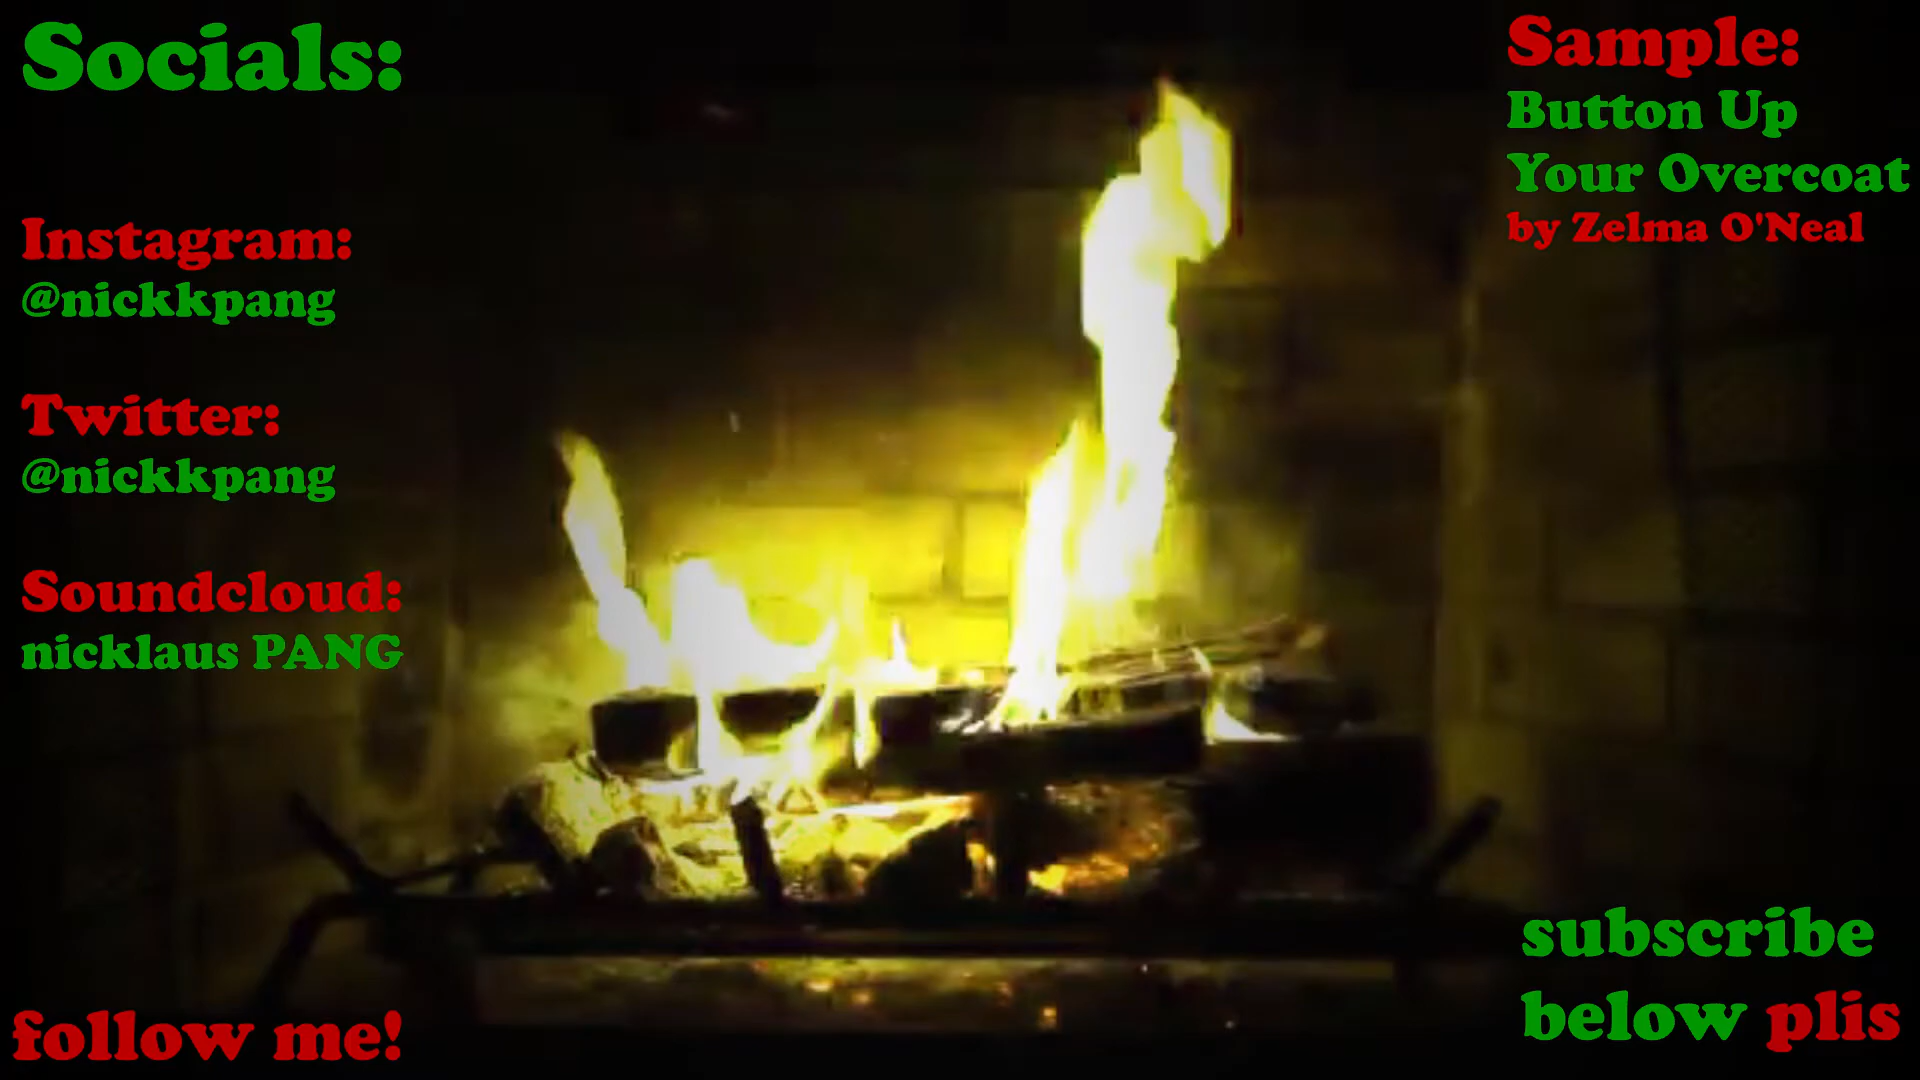 Socials:
Instagram:
@nickkpang
Twitter:
@nickkpang
Soundcloud:
nicklaus PANG
follow me!
Sample:
Button Up
Your Overcoat
by Zelma O'Neal
subscribe
below plis